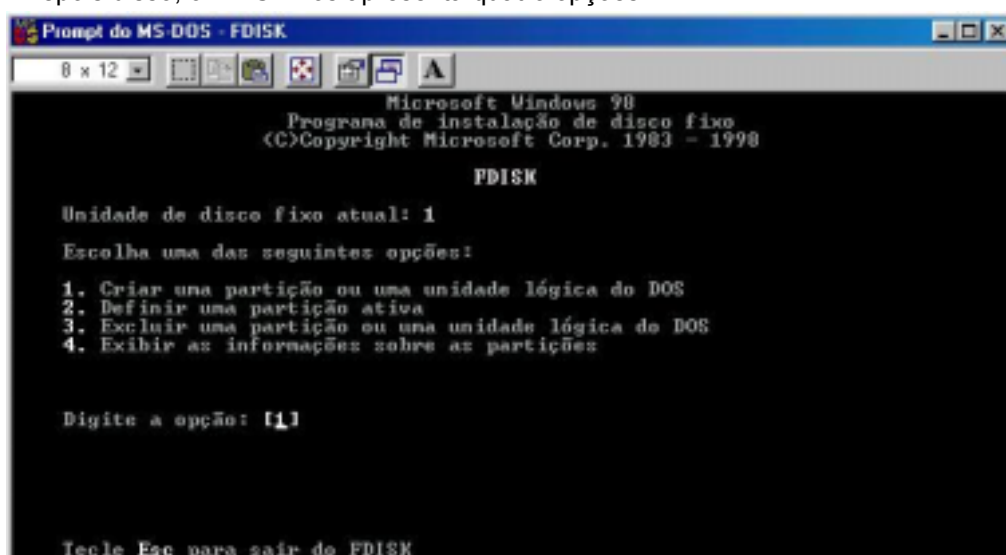 Prompt do MS-DOS - FDISK
8 x 12
A
Microsoft Windows 98
Programa de instalação de disco fixo
(C)Copyright Microsoft Corp. 1983 - 1998
FDISK
Unidade de disco fixo atual: 1
Escolha uma das seguintes opções:
1. Criar uma partição ou uma unidade lógica do DOS
2. Definir uma partição ativa
3. Excluir uma partição ou uma unidade lógica do DOS
4. Exibir as informações sobre as partições
Digite a opção: [1]
Tecle Esc para sair do FDISK